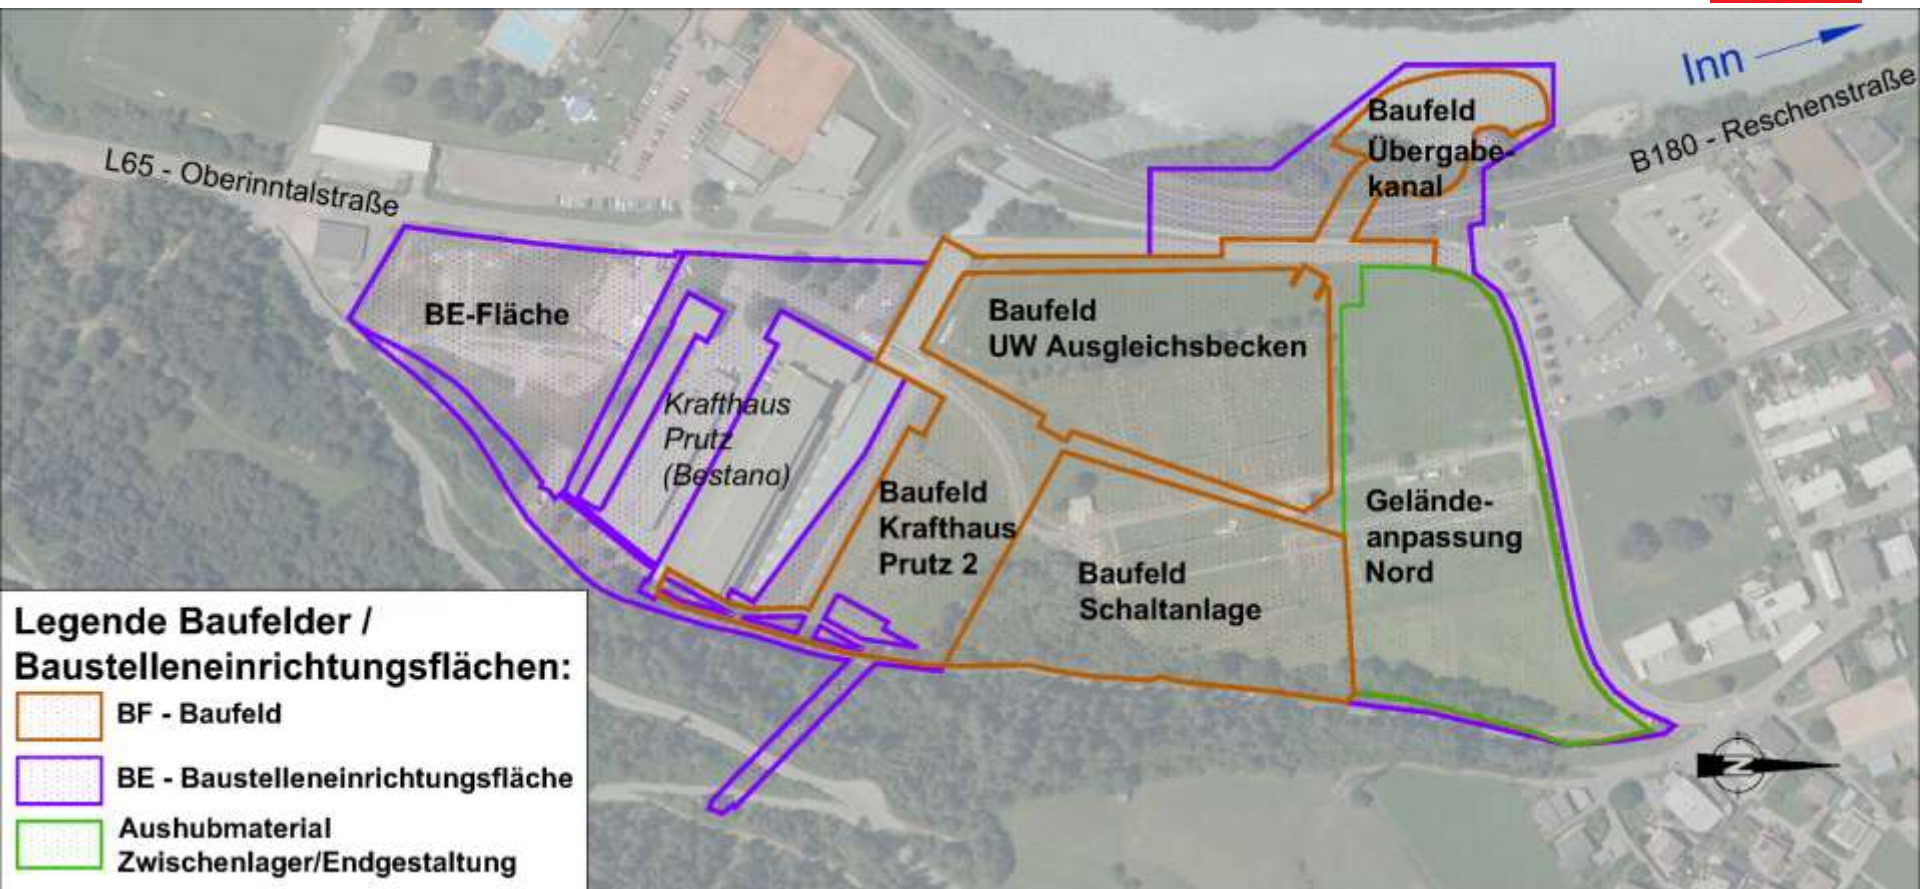 Inn
B180 - Reschenstraße
L65 - Oberinntalstraße
Baufeld
Übergabe-
kanal
BE-Fläche
Baufeld
UW Ausgleichsbecken
Krafthaus
Prutz
(Bestand)
Baufeld
Krafthaus
Prutz 2
Baufeld
Schaltanlage
Gelände-
anpassung
Nord
N
Legende Baufelder /
Baustelleneinrichtungsflächen:
BF - Baufeld
BE - Baustelleneinrichtungsfläche
Aushubmaterial
Zwischenlager/Endgestaltung